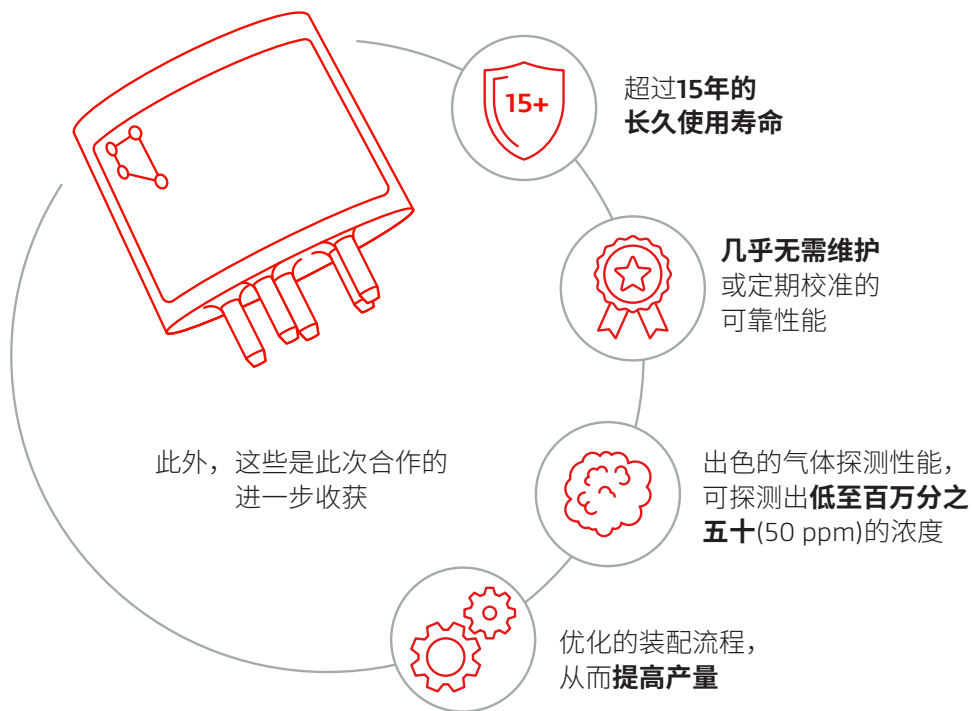 15+
超过15年的
长久使用寿命
几乎无需维护
或定期校准的
可靠性能
此外，这些是此次合作的
进一步收获
出色的气体探测性能，
可探测出低至百万分之
五十(50 ppm)的浓度
优化的装配流程，
从而提高产量